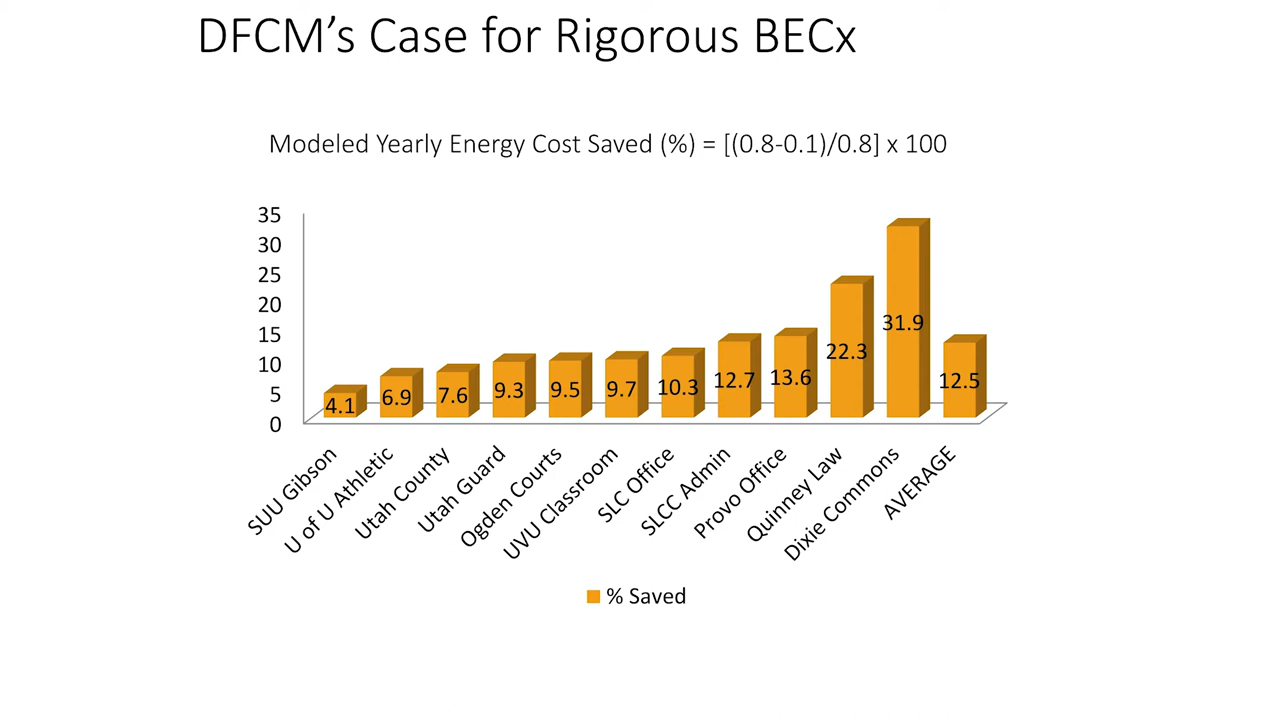 DFCM’s Case for Rigorous BECx
Modeled Yearly Energy Cost Saved (%) = [(0.8-0.1)/0.8] x 100
35
30
25
20
15
10
5
0
4.1
6.9
7.6
9.3
9.5
9.7
10.3
12.7
13.6
22.3
31.9
12.5
SUU Gibson
U of U Athletic
Utah County
Utah Guard
Ogden Courts
UVU Classroom
SLC Office
SLCC Admin
Provo Office
Quinney Law
Dixie Commons
AVERAGE
% Saved